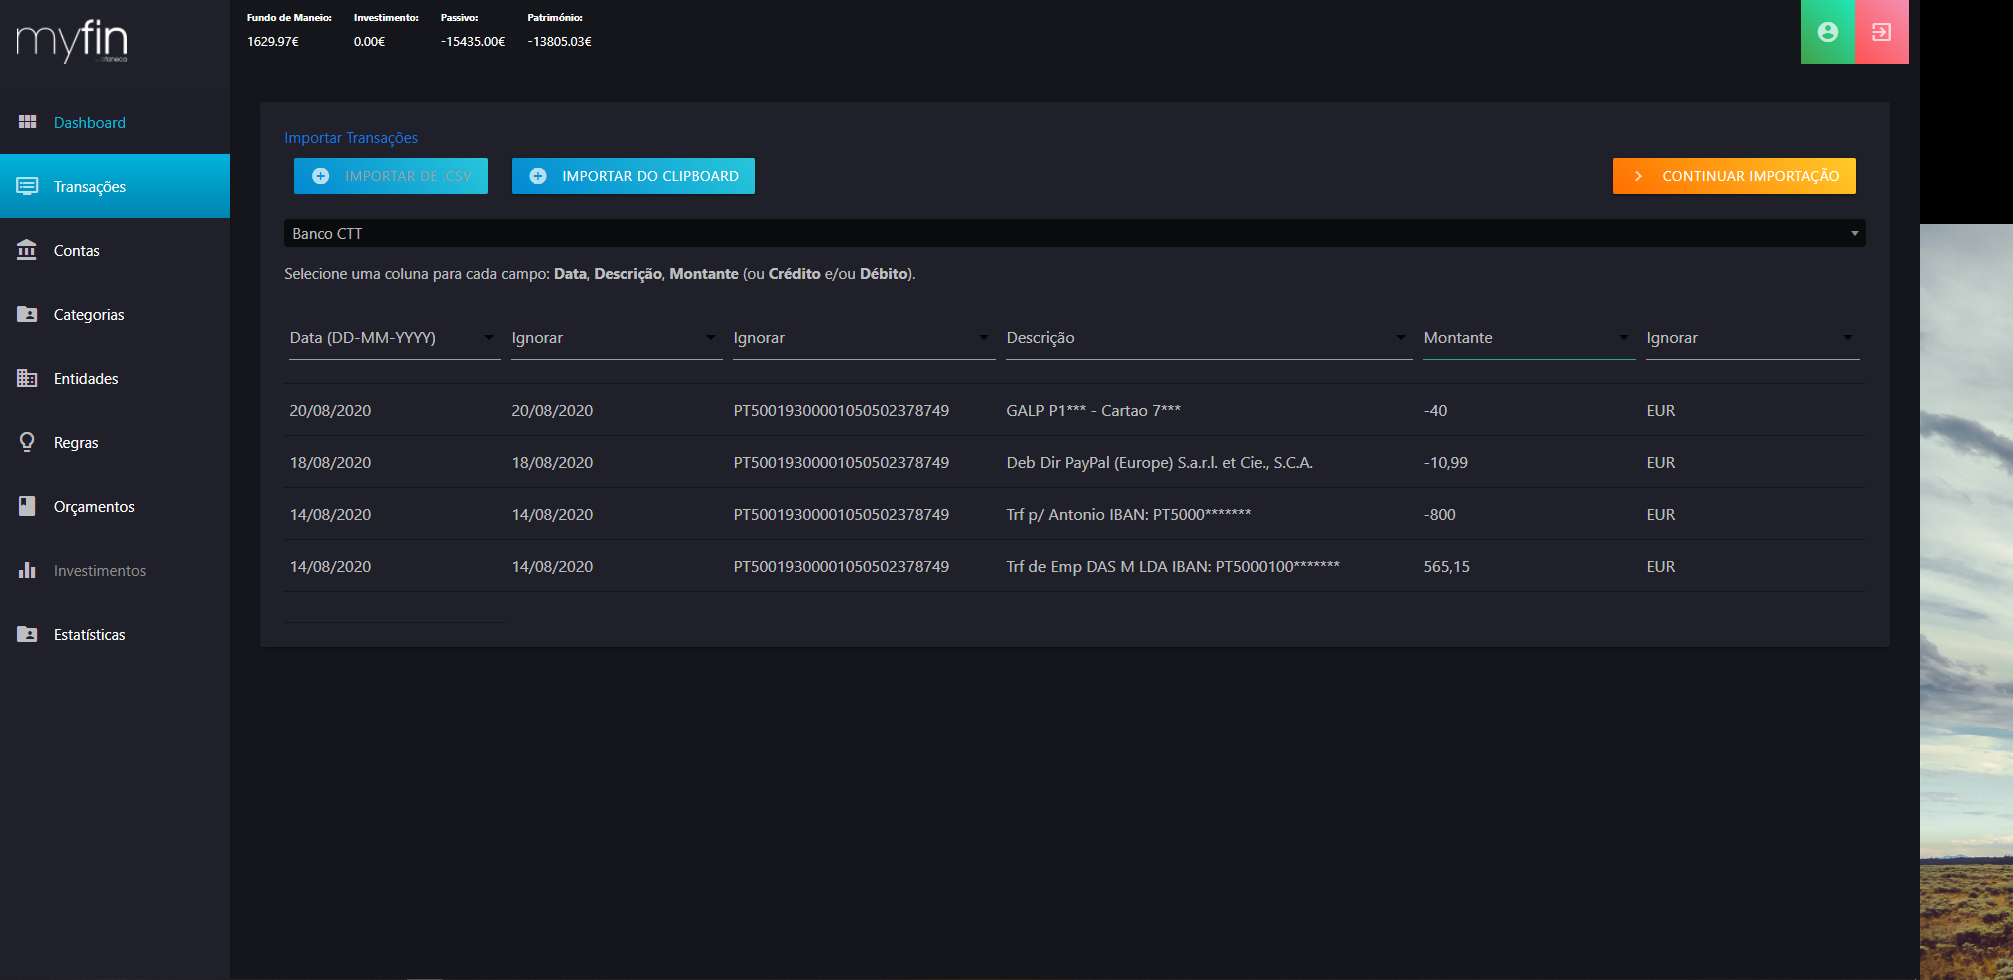 myfin
Fundo de Maneio: Investimento: Passivo: Património:
1629.97€ 0.00€ -15435.00€ -13805.03€
Dashboard
Transações
Contas
Categorias
Entidades
Regras
Orçamentos
Investimentos
Estatísticas
Importar Transações
IMPORTAR DE .CSV IMPORTAR DO CLIPBOARD CONTINUAR IMPORTAÇÃO
Banco CTT
Selecione uma coluna para cada campo: Data, Descrição, Montante (ou Crédito e/ou Débito).
Data (DD-MM-YYYY) Ignorar Ignorar Descrição Montante Ignorar
20/08/2020 20/08/2020 PT50019300001050502378749 GALP P1*** - Cartao 7*** -40 EUR
18/08/2020 18/08/2020 PT50019300001050502378749 Deb Dir PayPal (Europe) S.a.r.l. et Cie., S.C.A. -10,99 EUR
14/08/2020 14/08/2020 PT50019300001050502378749 Trf p/ Antonio IBAN: PT5000******* -800 EUR
14/08/2020 14/08/2020 PT50019300001050502378749 Trf de Emp DAS M LDA IBAN: PT5000100******* 565,15 EUR